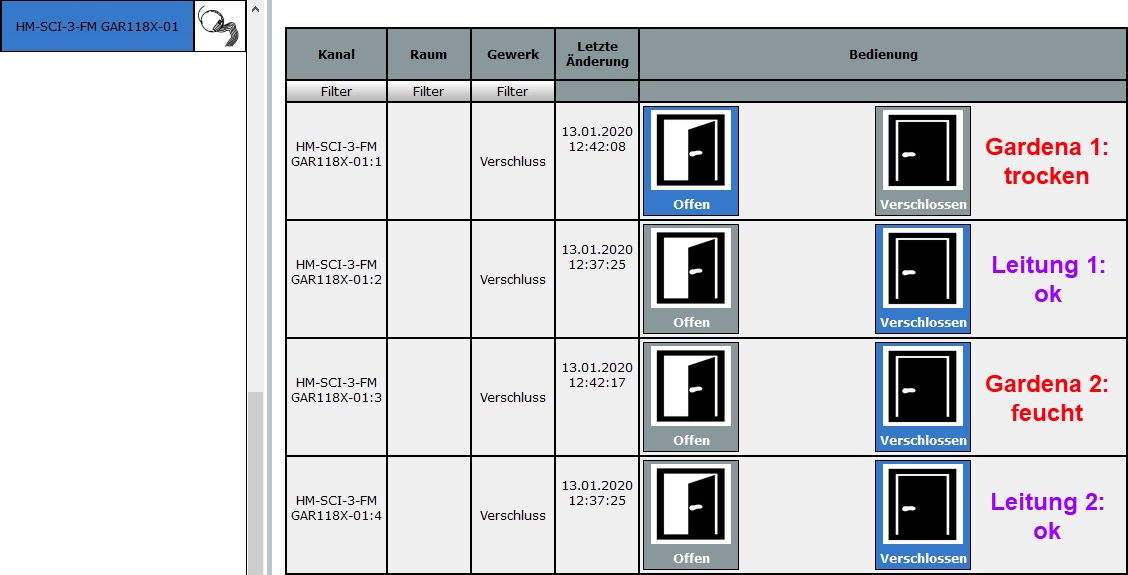 HM-SCI-3-FM GAR118X-01
Kanal
Raum
Gewerk
Letzte
Änderung
Bedienung
Filter
Filter
Filter
HM-SCI-3-FM
GAR118X-01:1
Verschluss
13.01.2020
12:42:08
Offen
Verschlossen
Gardena 1:
trocken
HM-SCI-3-FM
GAR118X-01:2
Verschluss
13.01.2020
12:37:25
Offen
Verschlossen
Leitung 1:
ok
HM-SCI-3-FM
GAR118X-01:3
Verschluss
13.01.2020
12:42:17
Offen
Verschlossen
Gardena 2:
feucht
HM-SCI-3-FM
GAR118X-01:4
Verschluss
13.01.2020
12:37:25
Offen
Verschlossen
Leitung 2:
ok